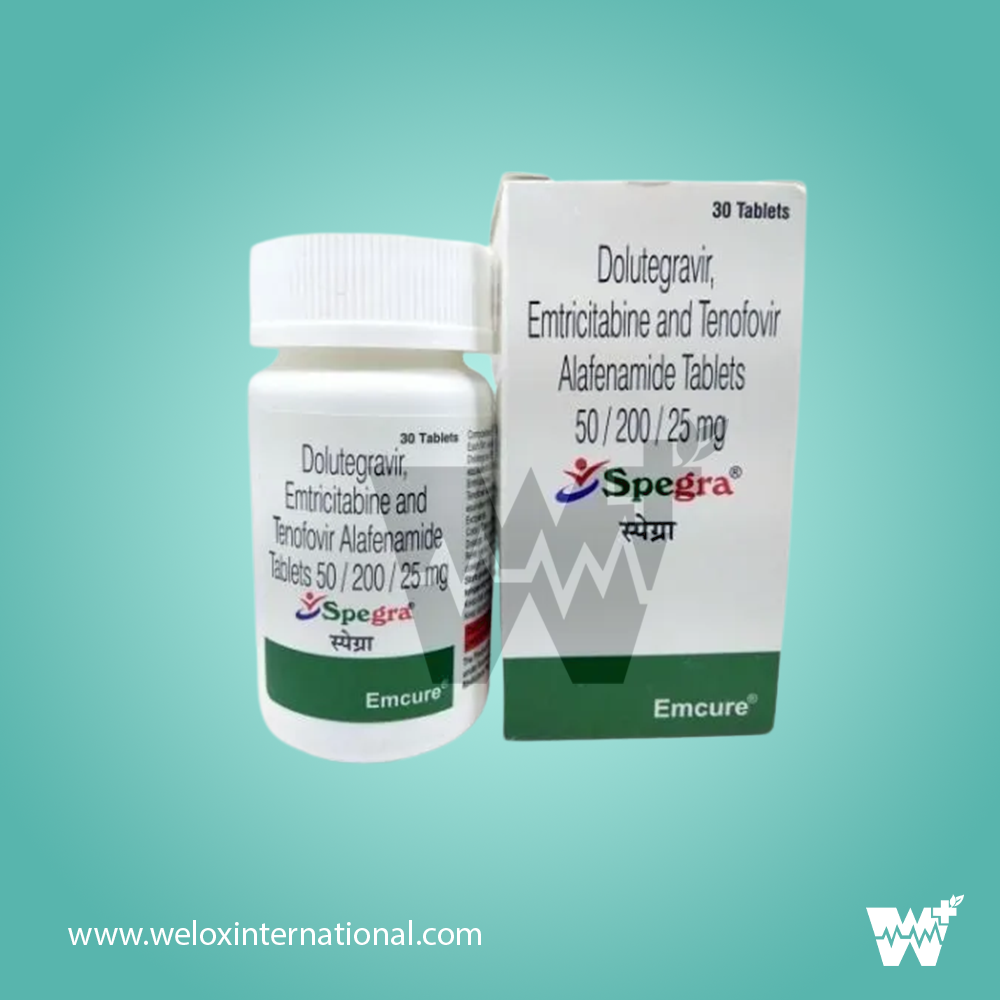 30 Tablets
Dolutegravir,
Emtricitabine and Tenofovir
Alafenamide Tablets
50 / 200 / 25 mg
Spegra®
स्पेग्रा
Emcure®
30 Tablets
Dolutegravir,
Emtricitabine and
Tenofovir Alafenamide
Tablets 50 / 200 / 25 mg
Spegra®
स्पेग्रा
Emcure®
www.weloxinternational.com